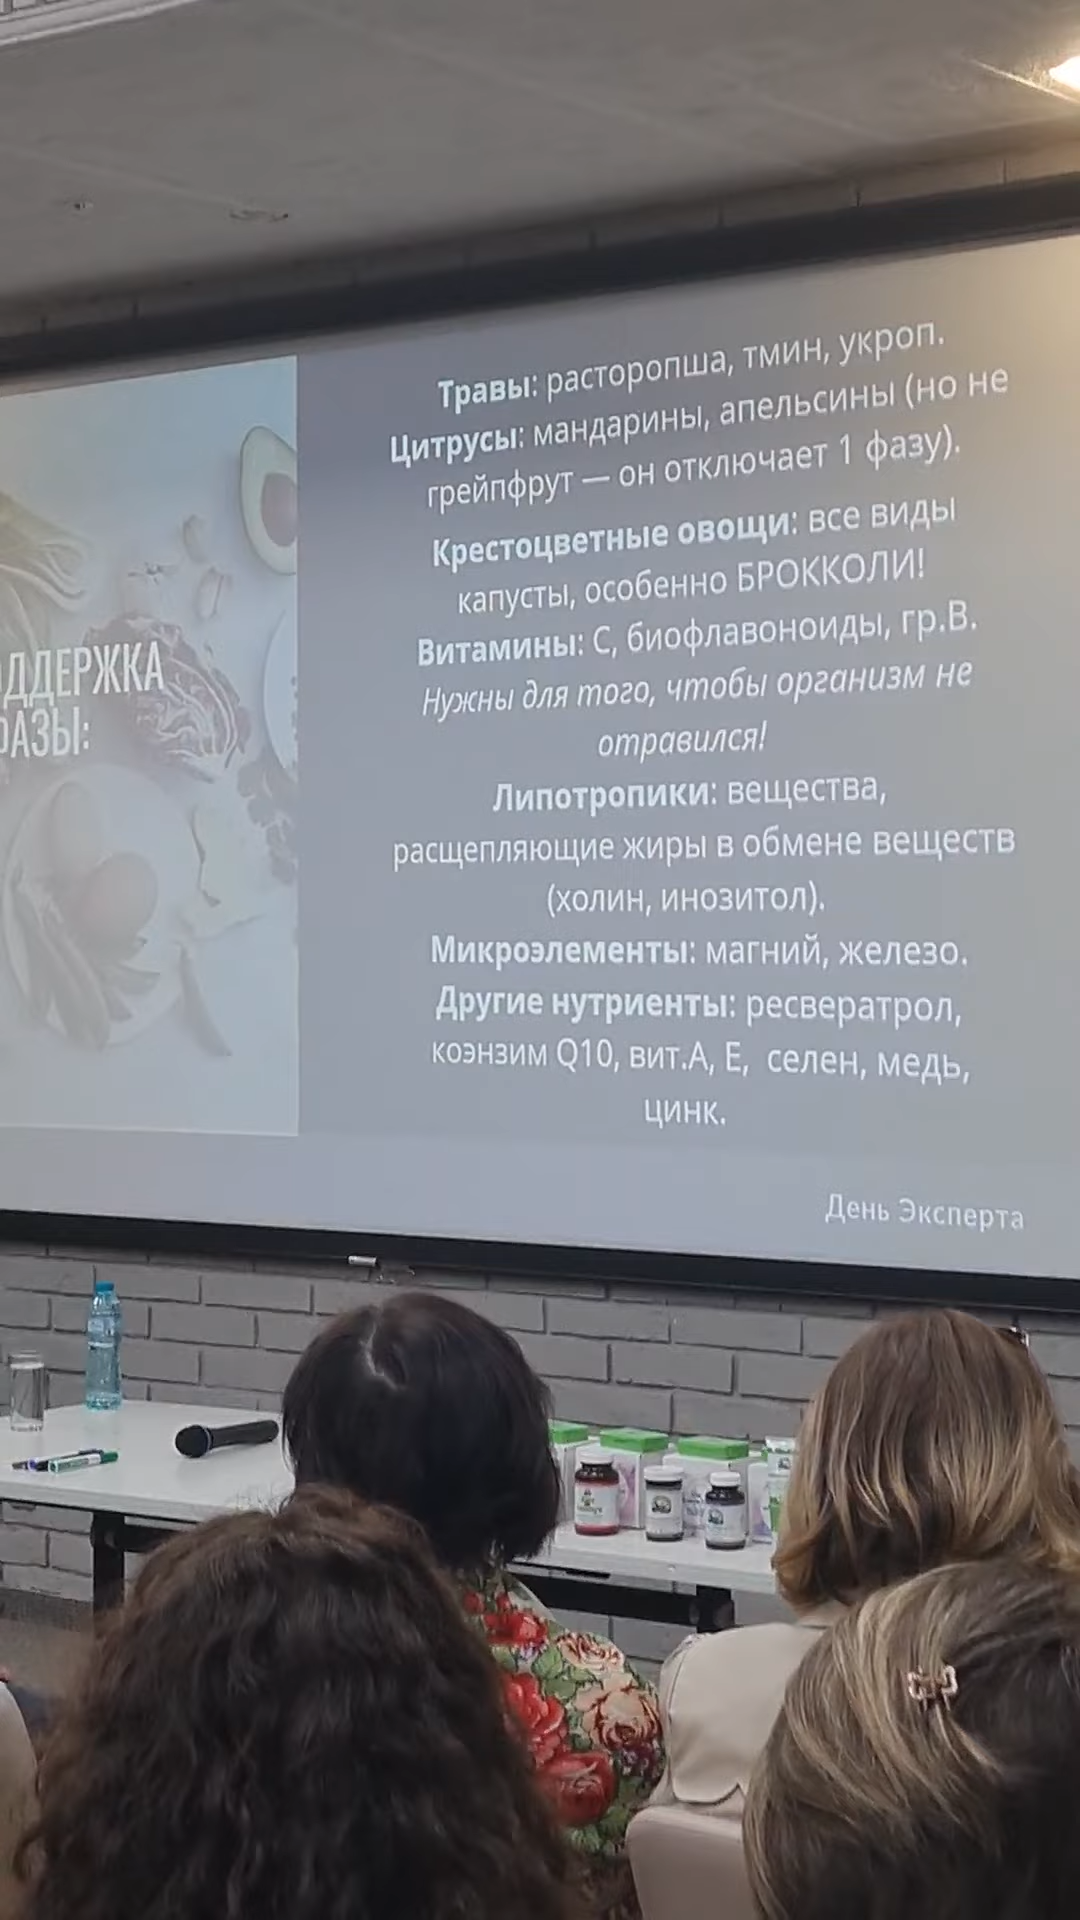 Травы: расторопша, тмин, укроп.
Цитрусы: мандарины, апельсины (но не
грейпфрут — он отключает 1 фазу).
Крестоцветные овощи: все виды
капусты, особенно БРОККОЛИ!
Витамины: С, биофлавоноиды, гр.В.
Нужны для того, чтобы организм не
отравился!
Липотропики: вещества,
расщепляющие жиры в обмене веществ
(холин, инозитол).
Микроэлементы: магний, железо.
Другие нутриенты: ресвератрол,
коэнзим Q10, вит.А, Е, селен, медь,
цинк.
ДДЕРЖКА
АЗЫ:
День Эксперта